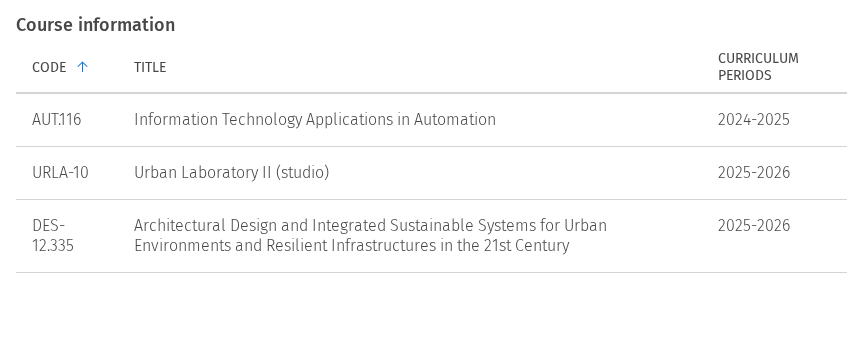 Course information
CODE ↑ TITLE CURRICULUM PERIODS
AUT.116 Information Technology Applications in Automation 2024-2025
URLA-10 Urban Laboratory II (studio) 2025-2026
DES- Architectural Design and Integrated Sustainable Systems for Urban 2025-2026
12.335 Environments and Resilient Infrastructures in the 21st Century